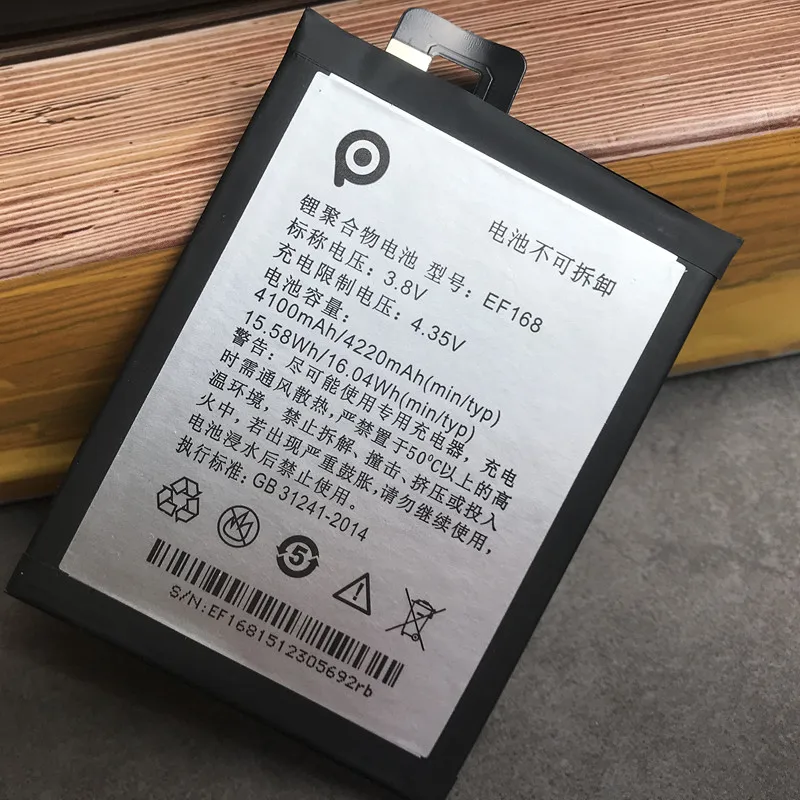 电池不可拆卸
锂聚合物电池 型号：EF168
标称电压：3.8V
充电限制电压：4.35V
电池容量：
4100mAh/4220mAh(min/typ)
15.58Wh/16.04Wh(min/typ)
警告：尽可能使用专用充电器，充电
时需通风散热，严禁置于50℃以上的高
温环境，禁止拆解、撞击、挤压或投入
火中，若出现严重鼓胀，请勿继续使用，
电池浸水后禁止使用。
执行标准：GB 31241-2014
5
S/N:EF1681512305692rb